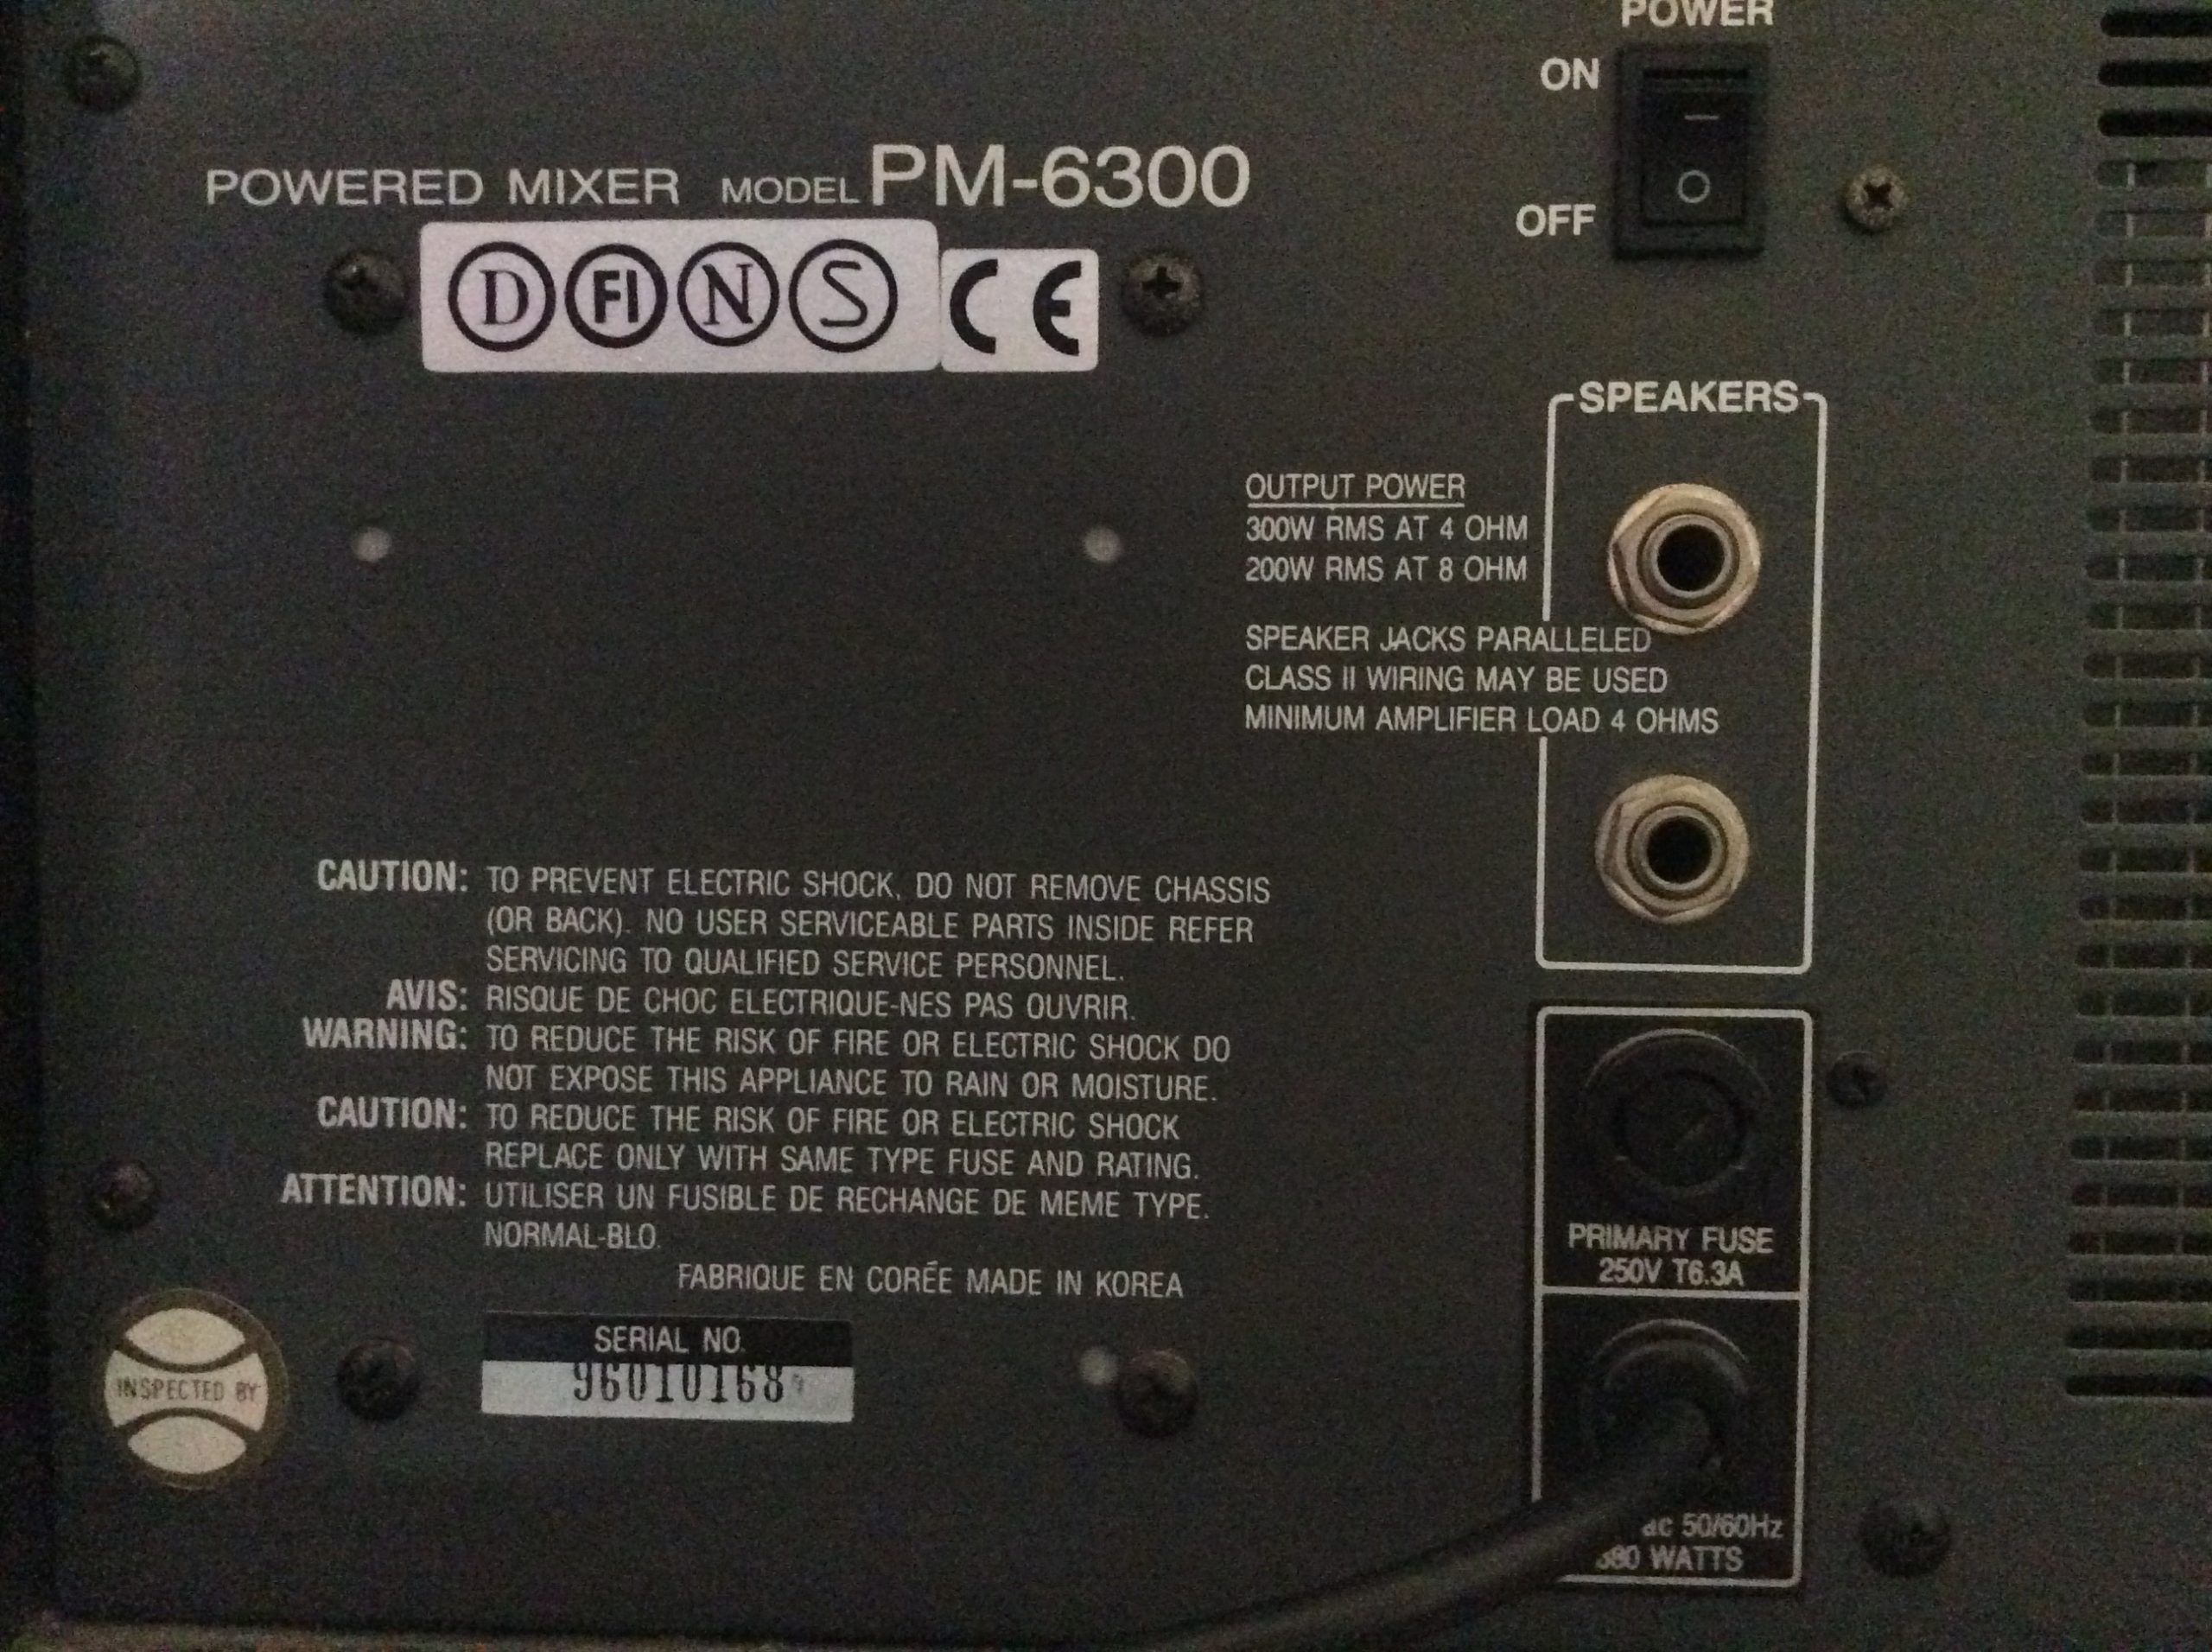 POWER
ON
OFF
POWERED MIXER MODEL PM-6300
D FI N S CE
SPEAKERS
OUTPUT POWER
300W RMS AT 4 OHM
200W RMS AT 8 OHM
SPEAKER JACKS PARALLELED
CLASS II WIRING MAY BE USED
MINIMUM AMPLIFIER LOAD 4 OHMS
CAUTION: TO PREVENT ELECTRIC SHOCK, DO NOT REMOVE CHASSIS
(OR BACK). NO USER SERVICEABLE PARTS INSIDE REFER
SERVICING TO QUALIFIED SERVICE PERSONNEL.
AVIS: RISQUE DE CHOC ELECTRIQUE-NES PAS OUVRIR.
WARNING: TO REDUCE THE RISK OF FIRE OR ELECTRIC SHOCK DO
NOT EXPOSE THIS APPLIANCE TO RAIN OR MOISTURE.
CAUTION: TO REDUCE THE RISK OF FIRE OR ELECTRIC SHOCK
REPLACE ONLY WITH SAME TYPE FUSE AND RATING.
ATTENTION: UTILISER UN FUSIBLE DE RECHANGE DE MEME TYPE.
NORMAL-BLO.
FABRIQUE EN CORÉE MADE IN KOREA
SERIAL NO.
96010168
INSPECTED BY
PRIMARY FUSE
250V T6.3A
ac 50/60Hz
WATTS